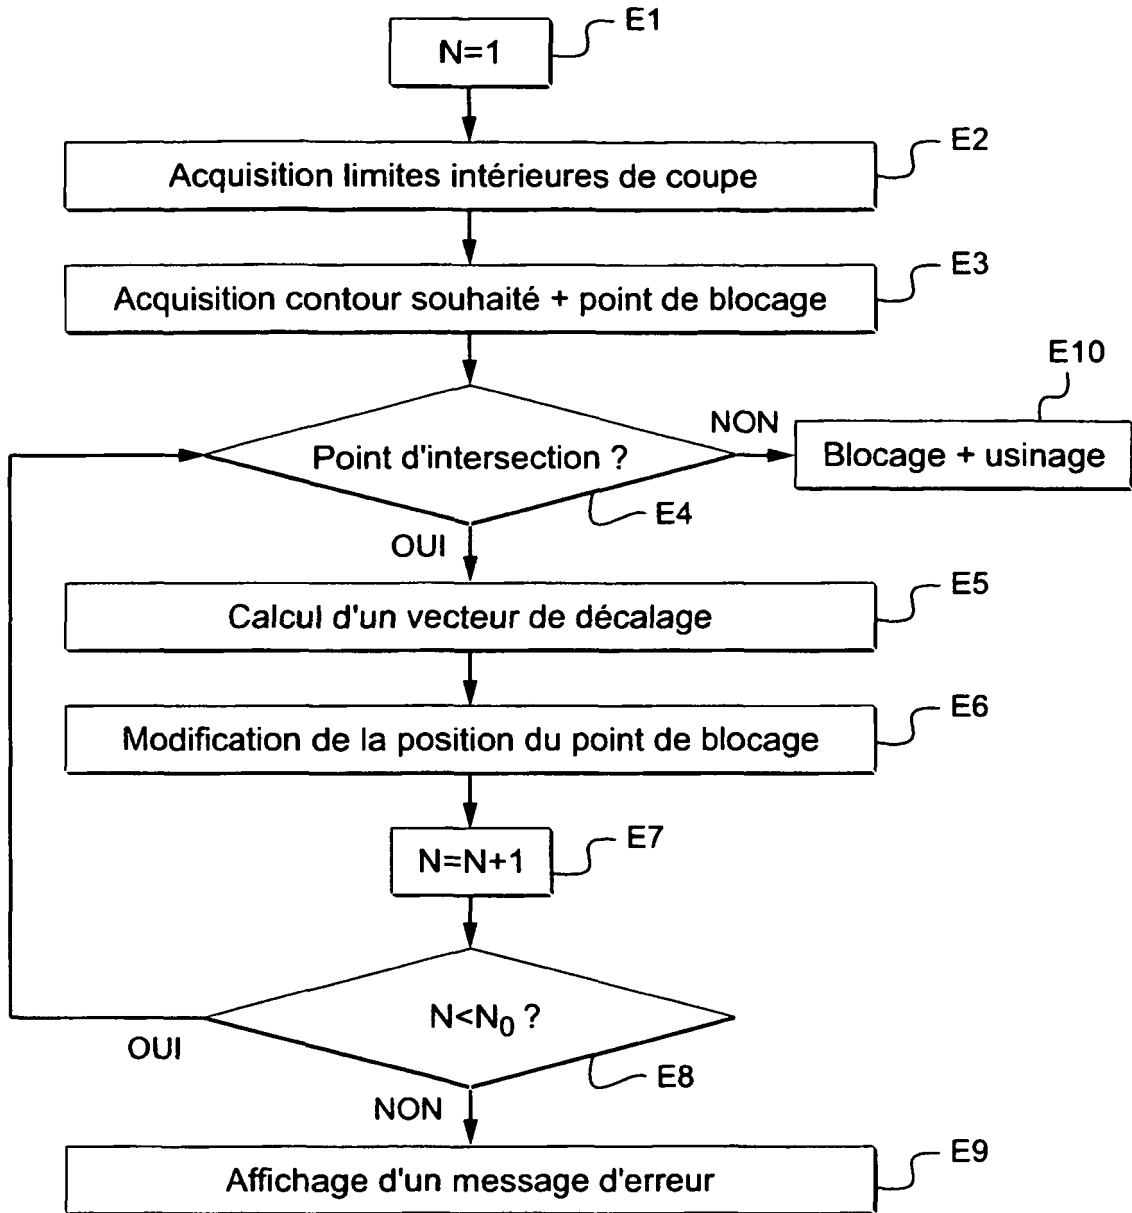 E1
N=1
E2
Acquisition limites intérieures de coupe
E3
Acquisition contour souhaité + point de blocage
E10
NON
Point d'intersection ?
Blocage + usinage
E4
OUI
E5
Calcul d'un vecteur de décalage
E6
Modification de la position du point de blocage
E7
N=N+1
N<N₀ ?
OUI
E8
NON
E9
Affichage d'un message d'erreur